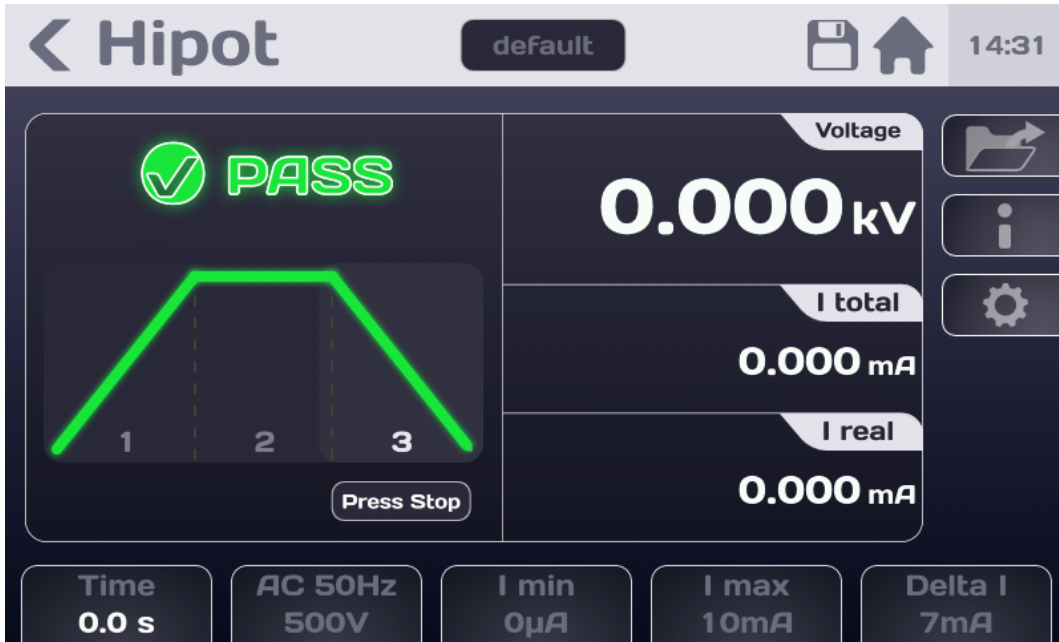 Hipot
default
14:31
PASS
1
2
3
Press Stop
Voltage
0.000 kV
I total
0.000 mA
I real
0.000 mA
Time
0.0 s
AC 50Hz
500V
I min
0µA
I max
10mA
Delta I
7mA